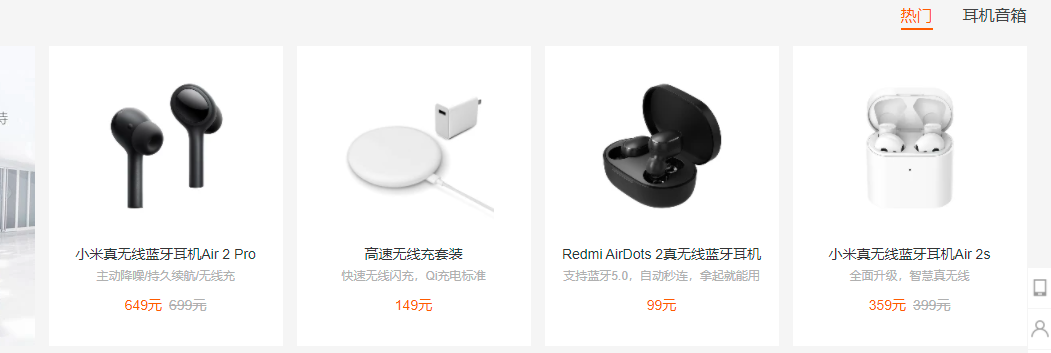 热门
耳机音箱
小米真无线蓝牙耳机Air 2 Pro
主动降噪/持久续航/无线充
649元 699元
高速无线充套装
快速无线闪充，Qi充电标准
149元
Redmi AirDots 2真无线蓝牙耳机
支持蓝牙5.0，自动秒连，拿起就能用
99元
小米真无线蓝牙耳机Air 2s
全面升级，智慧真无线
359元 399元